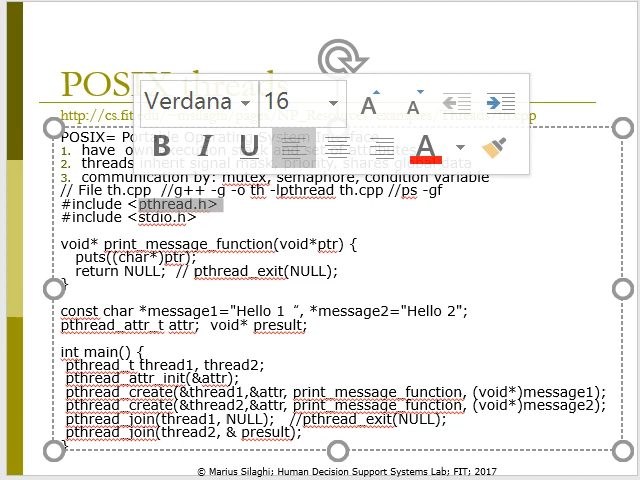 POSIX threads
Verdana 16
http://cs.fit.edu/
B I U A
POSIX= Portable Operating System Interface
1. have own execution
2. threads inherit signal mask, priority, shares global data
3. communication by: mutex, semaphore, condition variable
// File th.cpp //g++ -g -o th -lpthread th.cpp //ps -gf
#include <pthread.h>
#include <stdio.h>
void* print_message_function(void*ptr) {
puts((char*)ptr);
return NULL; // pthread_exit(NULL);
}
const char *message1="Hello 1 “, *message2="Hello 2";
pthread_attr_t attr; void* presult;
int main() {
pthread_t thread1, thread2;
pthread_attr_init(&attr);
pthread_create(&thread1,&attr, print_message_function, (void*)message1);
pthread_create(&thread2,&attr, print_message_function, (void*)message2);
pthread_join(thread1, NULL); //pthread_exit(NULL);
pthread_join(thread2, & presult);
}
© Marius Silaghi; Human Decision Support Systems Lab; FIT; 2017